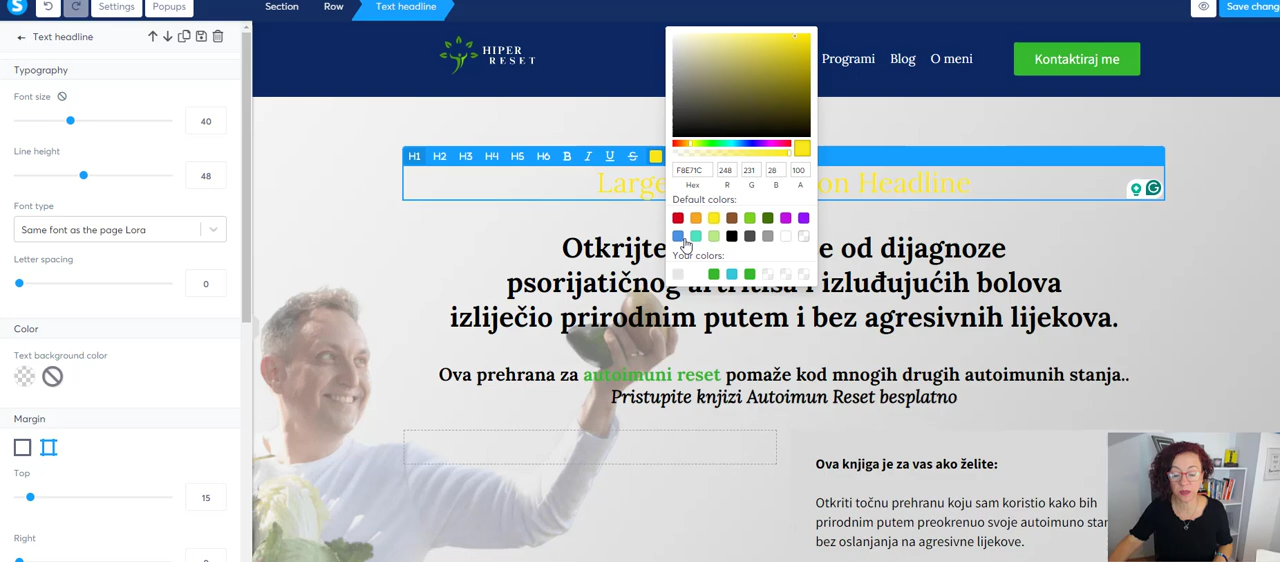 Settings
Popups
Section
Row
Text headline
Save chang
Text headline
Typography
Font size
40
Line height
48
Font type
Same font as the page Lora
Letter spacing
0
Color
Text background color
Margin
Top
15
Right
HIPER
RESET
Programi
Blog
O meni
Kontaktiraj me
H1 H2 H3 H4 H5 H6 B I U S
Large
on Headline
F8E71C 248 231 28 100
Hex R G B A
Default colors:
Your colors:
Otkrijte
e od dijagnoze
psorijatičnog artritisa i izluđujućih bolova
izliječio prirodnim putem i bez agresivnih lijekova.
Ova prehrana za autoimuni reset pomaže kod mnogih drugih autoimunih stanja..
Pristupite knjizi Autoimun Reset besplatno
Ova knjiga je za vas ako želite:
Otkriti točnu prehranu koju sam koristio kako bih
prirodnim putem preokrenuo svoje autoimuno star
bez oslanjanja na agresivne lijekove.